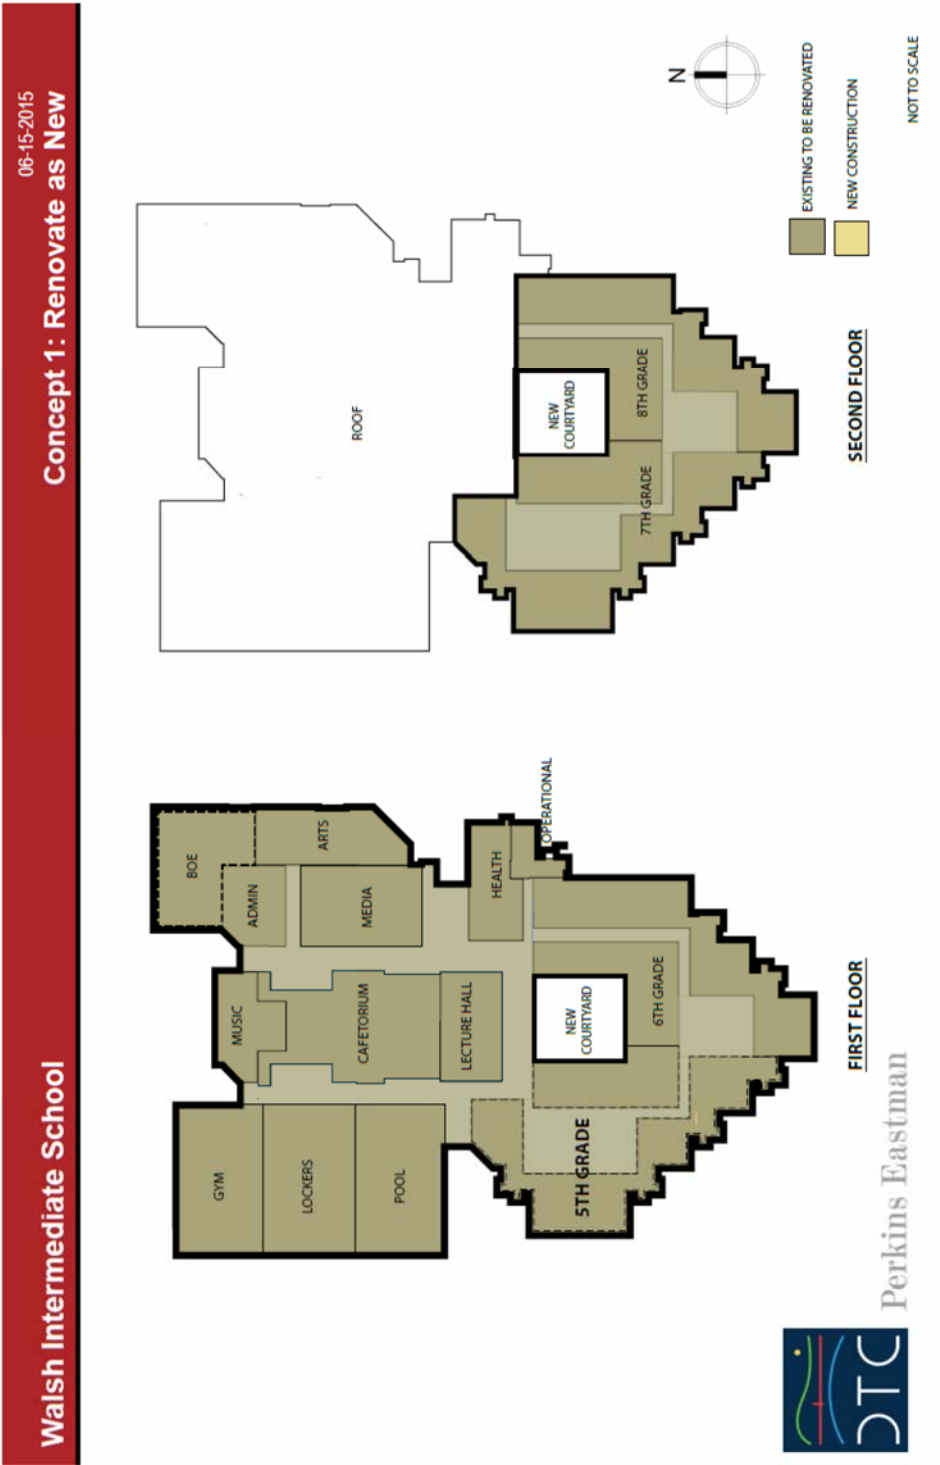 Walsh Intermediate School
06-15-2015
Concept 1: Renovate as New
GYM
LOCKERS
POOL
MUSIC
CAFETORIUM
LECTURE HALL
BOE
ADMIN
ARTS
MEDIA
HEALTH
OPERATIONAL
NEW
COURTYARD
6TH GRADE
5TH GRADE
FIRST FLOOR
ROOF
NEW
COURTYARD
8TH GRADE
7TH GRADE
SECOND FLOOR
N
EXISTING TO BE RENOVATED
NEW CONSTRUCTION
NOT TO SCALE
DTC
Perkins Eastman